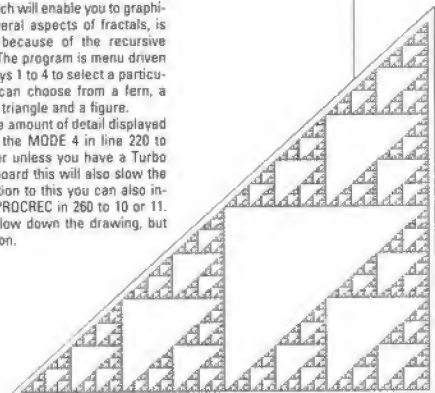 ch will enable you to graphi-
eral aspects of fractals, is
because of the recursive
The program is menu driven
ys 1 to 4 to select a particu-
can choose from a fern, a
triangle and a figure.
e amount of detail displayed
the MODE 4 in line 220 to
r unless you have a Turbo
oard this will also slow the
tion to this you can also in-
PROCREC in 260 to 10 or 11.
low down the drawing, but
on.